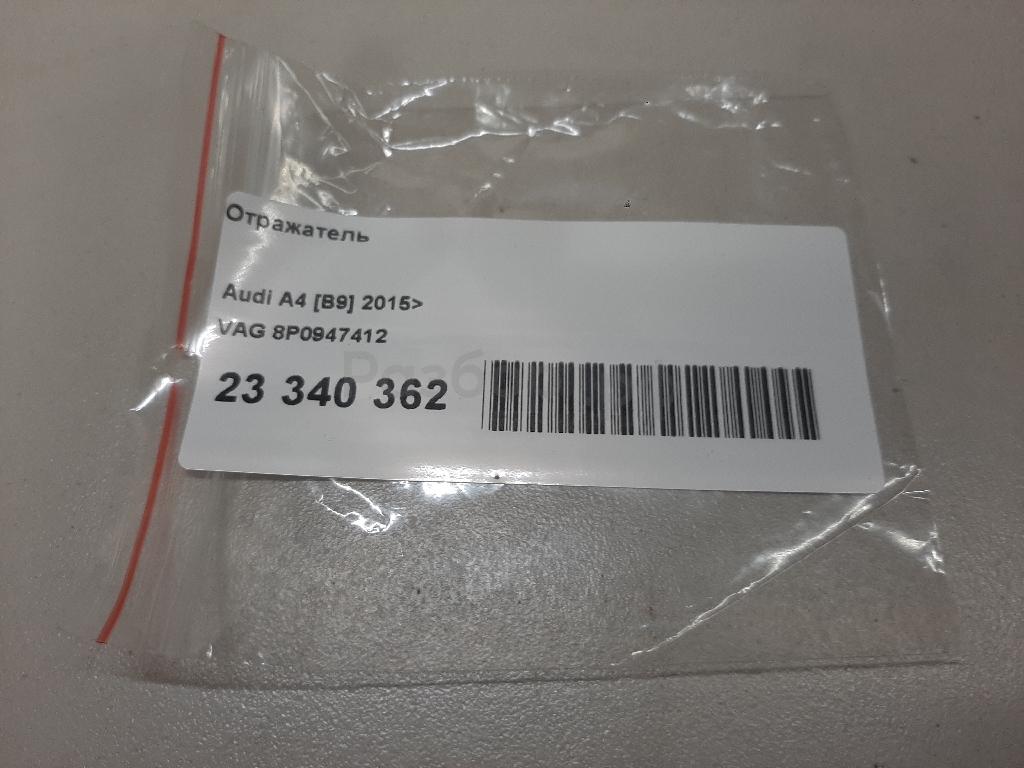 Отражатель
Audi A4 [B9] 2015>
VAG 8P0947412
23 340 362